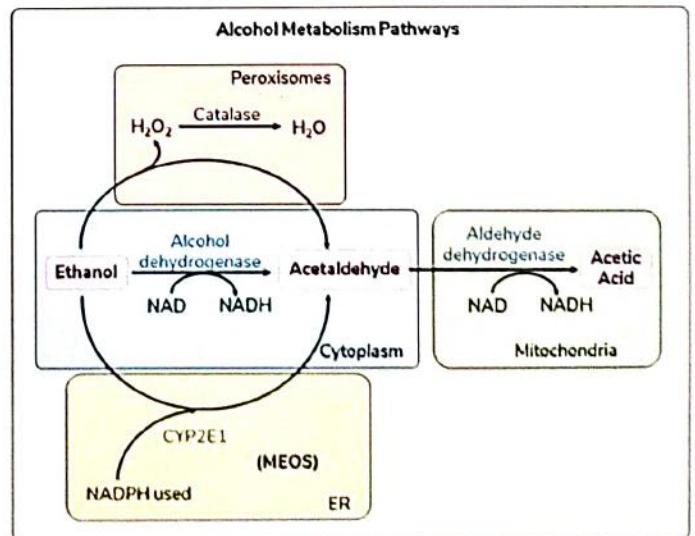 Alcohol Metabolism Pathways
Peroxisomes
H₂O₂ Catalase H₂O
Ethanol
Alcohol
dehydrogenase
NAD NADH
Acetaldehyde
Cytoplasm
Aldehyde
dehydrogenase
NAD NADH
Acetic
Acid
Mitochondria
CYP2E1
(MEOS)
NADPH used
ER